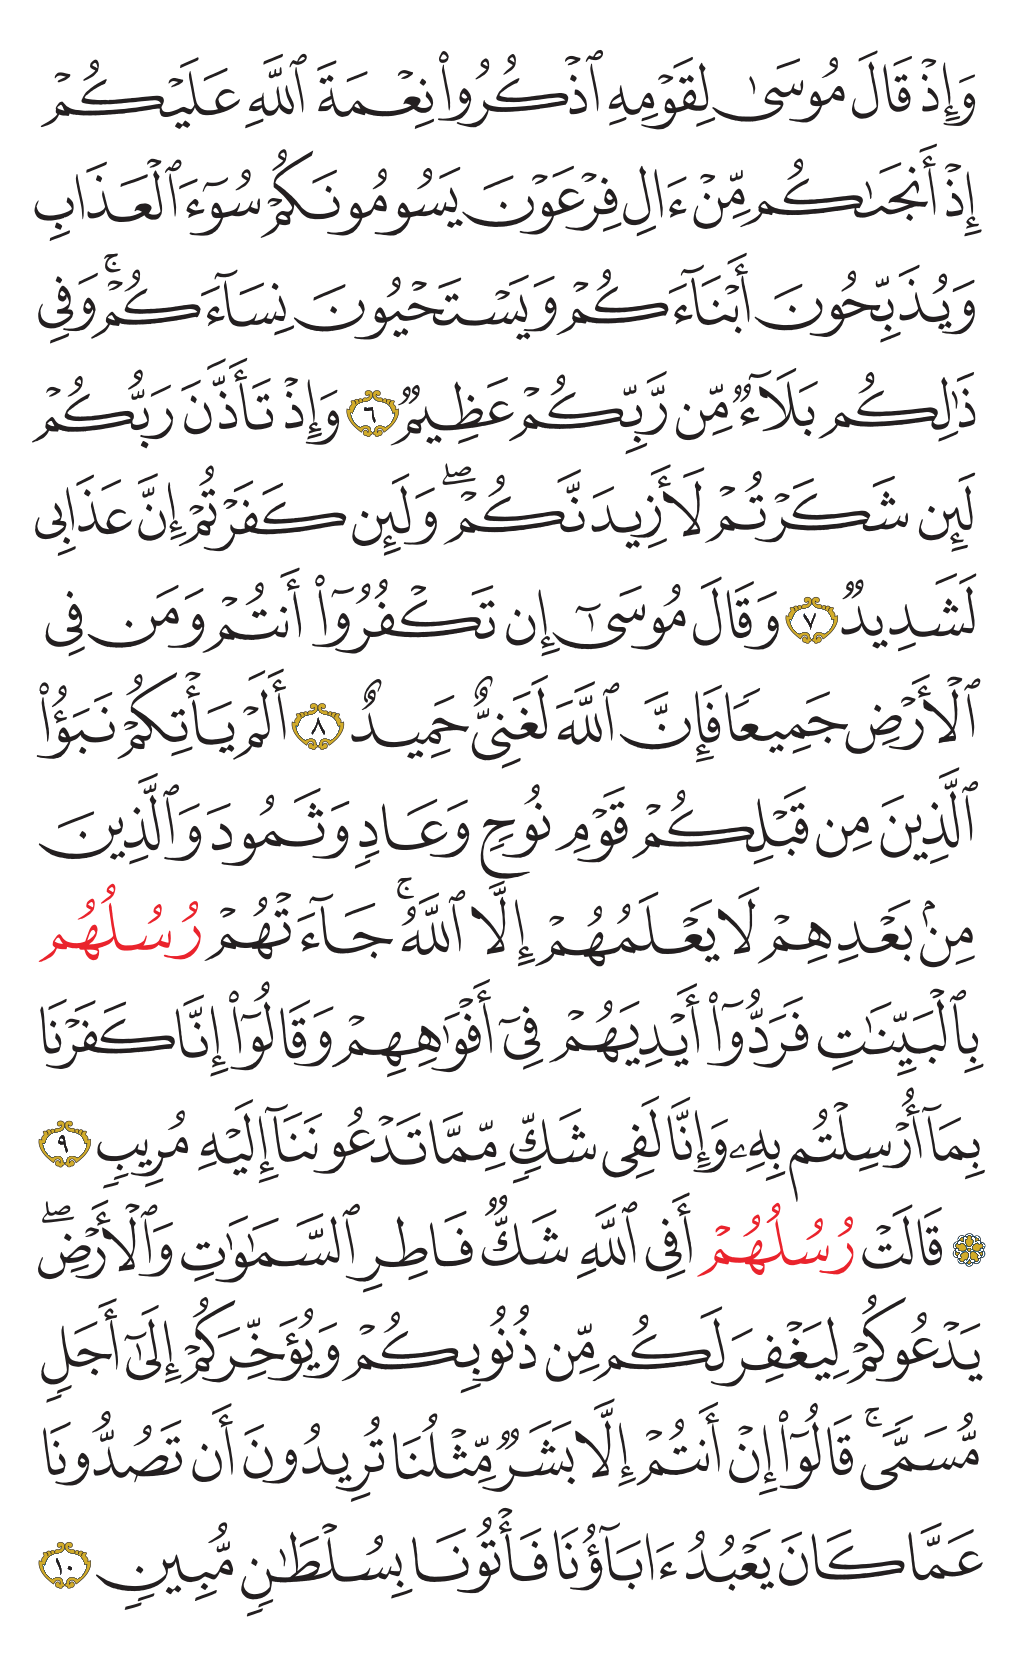 وَإِذۡ قَالَ مُوسَىٰ لِقَوۡمِهِ ٱذۡكُرُواْ نِعۡمَةَ ٱللَّهِ عَلَيۡكُمۡ
إِذۡ أَنجَىٰكُم مِّنۡ ءَالِ فِرۡعَوۡنَ يَسُومُونَكُمۡ سُوٓءَ ٱلۡعَذَابِ
وَيُذَبِّحُونَ أَبۡنَآءَكُمۡ وَيَسۡتَحۡيُونَ نِسَآءَكُمۡۚ وَفِي
ذَٰلِكُم بَلَآءٞ مِّن رَّبِّكُمۡ عَظِيمٞ ٦ وَإِذۡ تَأَذَّنَ رَبُّكُمۡ
لَئِن شَكَرۡتُمۡ لَأَزِيدَنَّكُمۡۖ وَلَئِن كَفَرۡتُمۡ إِنَّ عَذَابِي
لَشَدِيدٞ ٧ وَقَالَ مُوسَىٰٓ إِن تَكۡفُرُوٓاْ أَنتُمۡ وَمَن فِي
ٱلۡأَرۡضِ جَمِيعٗا فَإِنَّ ٱللَّهَ لَغَنِيٌّ حَمِيدٌ ٨ أَلَمۡ يَأۡتِكُمۡ نَبَؤُاْ
ٱلَّذِينَ مِن قَبۡلِكُمۡ قَوۡمِ نُوحٖ وَعَادٖ وَثَمُودَ وَٱلَّذِينَ
مِنۢ بَعۡدِهِمۡ لَا يَعۡلَمُهُمۡ إِلَّا ٱللَّهُۚ جَآءَتۡهُمۡ رُسُلُهُم
بِٱلۡبَيِّنَٰتِ فَرَدُّوٓاْ أَيۡدِيَهُمۡ فِيٓ أَفۡوَٰهِهِمۡ وَقَالُوٓاْ إِنَّا كَفَرۡنَا
بِمَآ أُرۡسِلۡتُم بِهِۦ وَإِنَّا لَفِي شَكّٖ مِّمَّا تَدۡعُونَنَآ إِلَيۡهِ مُرِيبٖ ٩
۞ قَالَتۡ رُسُلُهُمۡ أَفِي ٱللَّهِ شَكّٞ فَاطِرِ ٱلسَّمَٰوَٰتِ وَٱلۡأَرۡضِۖ
يَدۡعُوكُمۡ لِيَغۡفِرَ لَكُم مِّن ذُنُوبِكُمۡ وَيُؤَخِّرَكُمۡ إِلَىٰٓ أَجَلٖ
مُّسَمّٗىۚ قَالُوٓاْ إِنۡ أَنتُمۡ إِلَّا بَشَرٞ مِّثۡلُنَا تُرِيدُونَ أَن تَصُدُّونَا
عَمَّا كَانَ يَعۡبُدُ ءَابَآؤُنَا فَأۡتُونَا بِسُلۡطَٰنٖ مُّبِينٖ ١٠